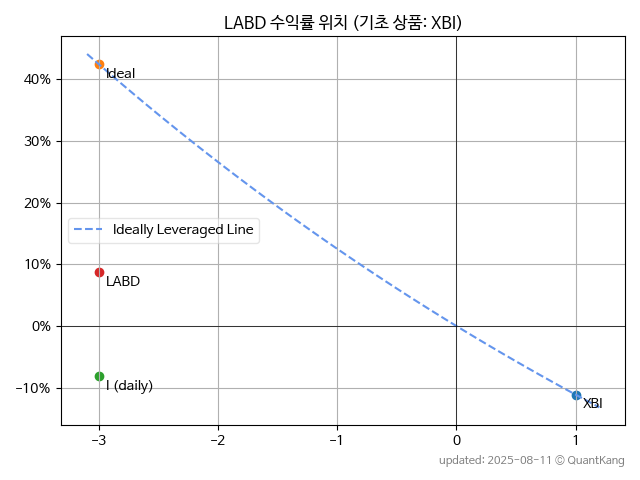 LABD 수익률 위치 (기초 상품: XBI)
40%
30%
20%
10%
0%
−10%
Ideal
Ideally Leveraged Line
LABD
I (daily)
XBI
−3
−2
−1
0
1
updated: 2025-08-11 © QuantKang